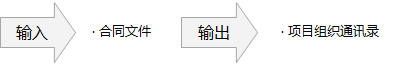 输入
· 合同文件
输出
· 项目组织通讯录